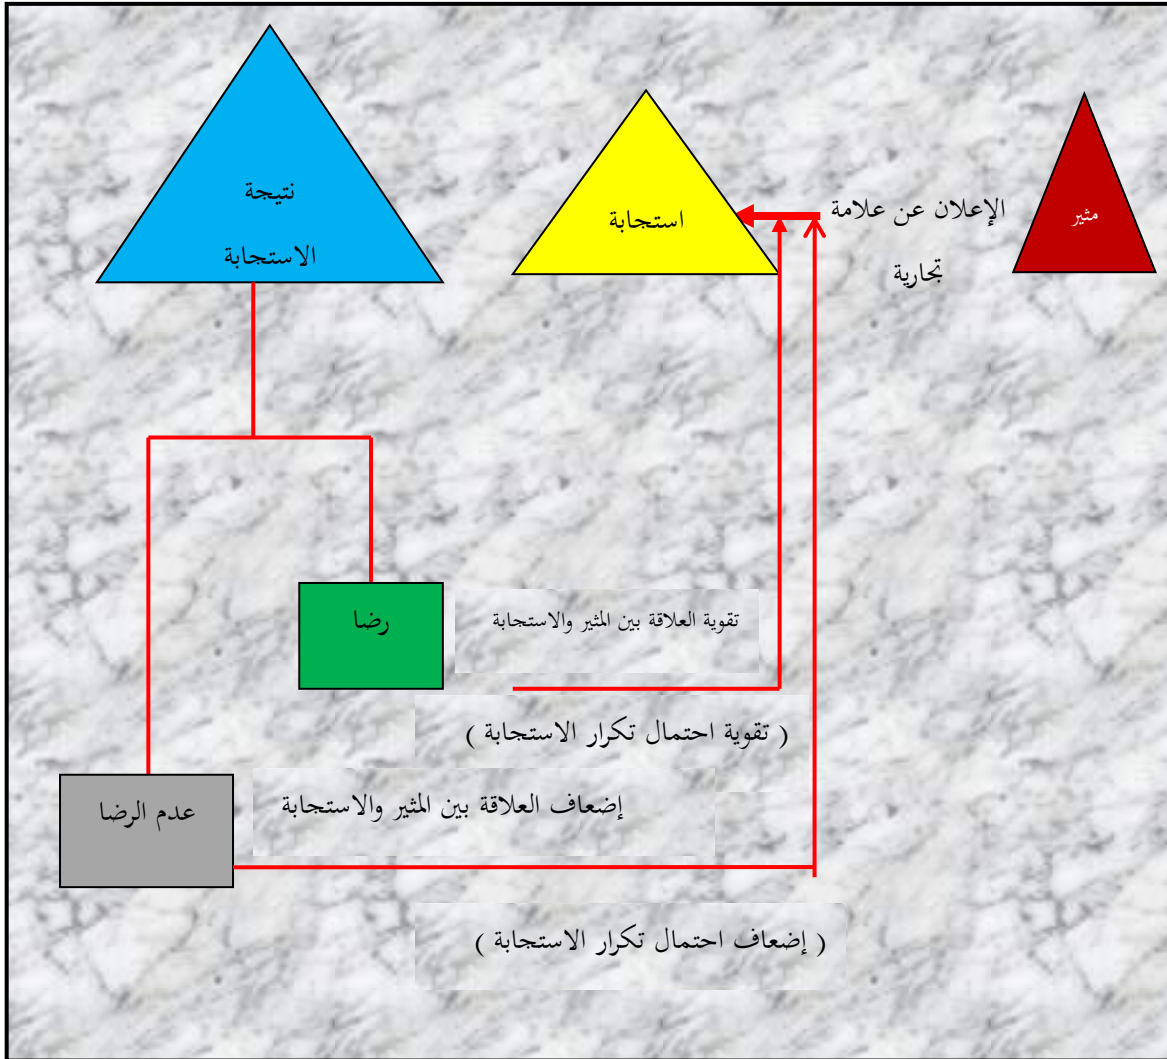 مثير
الإعلان عن علامة
تجارية
استجابة
نتيجة
الاستجابة
رضا
تقوية العلاقة بين المثير والاستجابة
( تقوية احتمال تكرار الاستجابة )
عدم الرضا
إضعاف العلاقة بين المثير والاستجابة
( إضعاف احتمال تكرار الاستجابة )